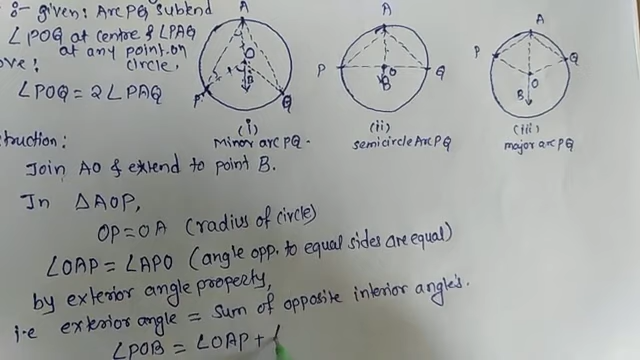 :- given: Arc PQ subtend
∠POQ at centre & ∠PAQ
at any point on
circle.
ove:
∠POQ = 2∠PAQ
A
O
B
P
Q
(i)
Minor arc PQ.
A
P
O
B
Q
(ii)
semicircle Arc PQ
A
P
Q
O
B
(iii)
major arc PQ
struction:
Join AO & extend to point B.
In ΔAOP,
OP = OA (radius of circle)
∠OAP = ∠APO (angle opp. to equal sides are equal)
by exterior angle property,
i.e exterior angle = sum of opposite interior angle's.
∠POB = ∠OAP + ∠